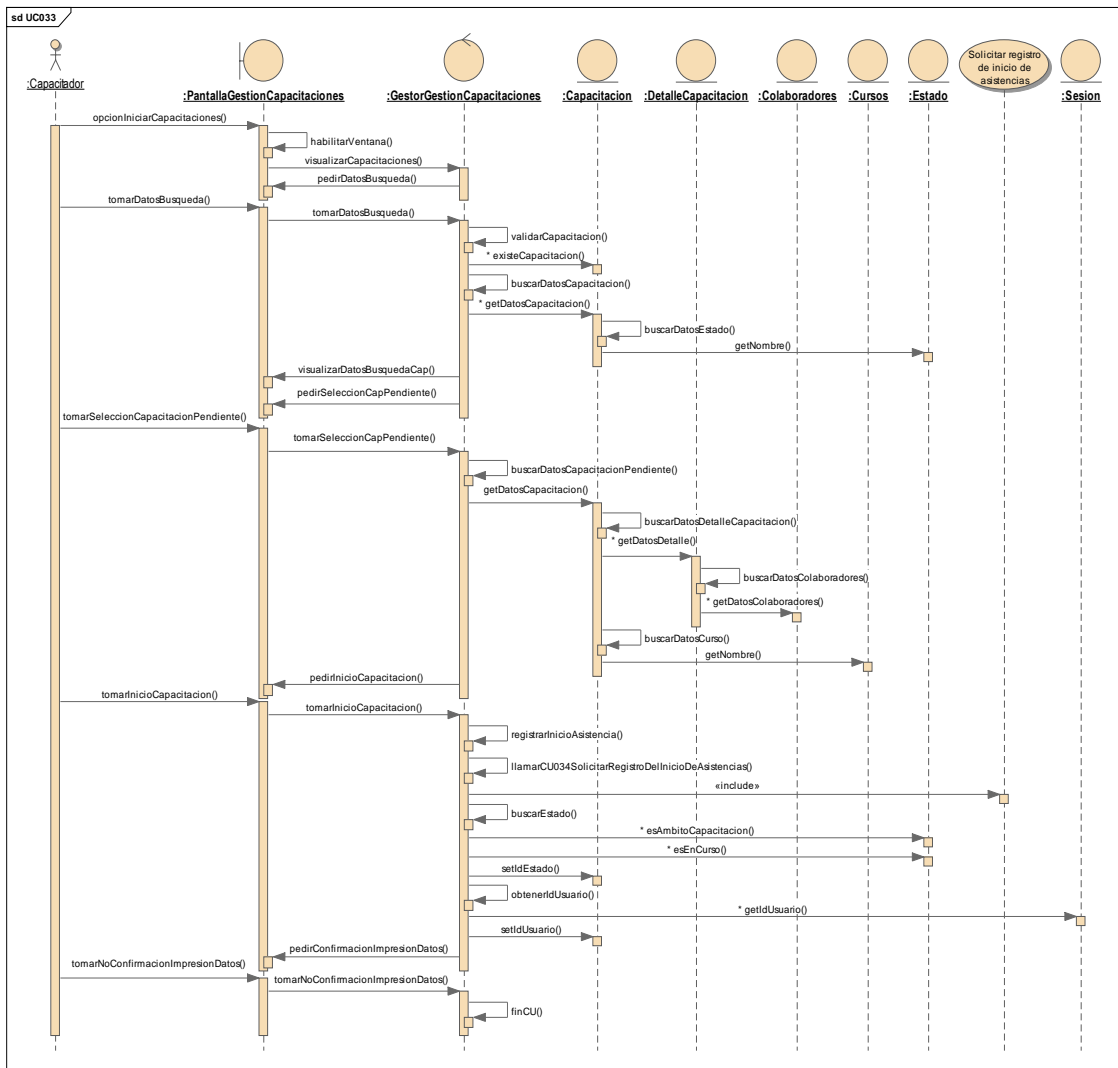 sd UC033
Solicitar registro
de inicio de
asistencias
:Capacitador
:PantallaGestionCapacitaciones
:GestorGestionCapacitaciones
:Capacitacion
:DetalleCapacitacion
:Colaboradores
:Cursos
:Estado
:Sesion
opcionIniciarCapacitaciones()
habilitarVentana()
visualizarCapacitaciones()
pedirDatosBusqueda()
tomarDatosBusqueda()
tomarDatosBusqueda()
validarCapacitacion()
* existeCapacitacion()
buscarDatosCapacitacion()
* getDatosCapacitacion()
buscarDatosEstado()
getNombre()
visualizarDatosBusquedaCap()
pedirSeleccionCapPendiente()
tomarSeleccionCapacitacionPendiente()
tomarSeleccionCapPendiente()
buscarDatosCapacitacionPendiente()
getDatosCapacitacion()
buscarDatosDetalleCapacitacion()
* getDatosDetalle()
buscarDatosColaboradores()
* getDatosColaboradores()
buscarDatosCurso()
getNombre()
pedirInicioCapacitacion()
tomarInicioCapacitacion()
tomarInicioCapacitacion()
registrarInicioAsistencia()
llamarCU034SolicitarRegistroDelInicioDeAsistencias()
«include»
buscarEstado()
* esAmbitoCapacitacion()
* esEnCurso()
setIdEstado()
obtenerIdUsuario()
* getIdUsuario()
setIdUsuario()
pedirConfirmacionImpresionDatos()
tomarNoConfirmacionImpresionDatos()
tomarNoConfirmacionImpresionDatos()
finCU()